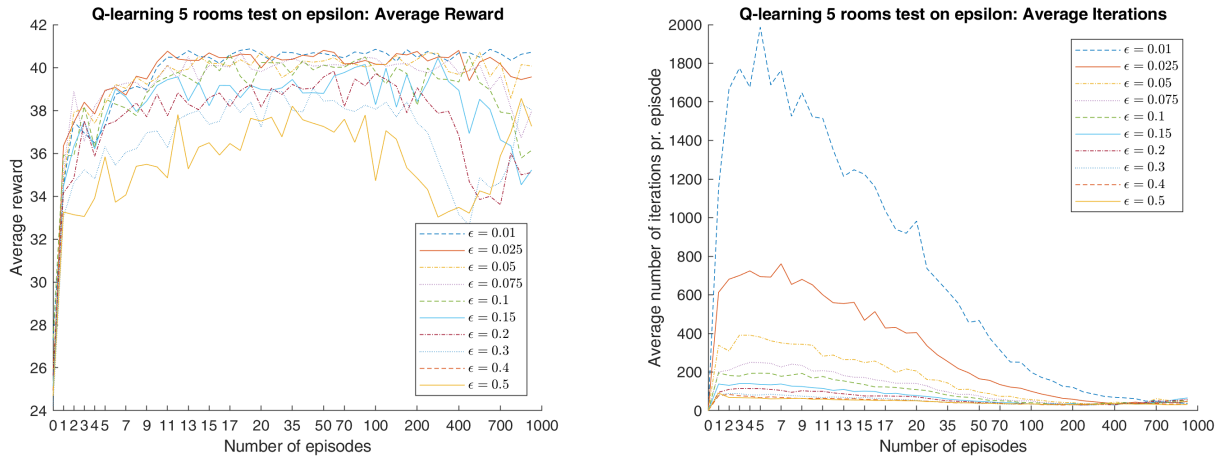 Q-learning 5 rooms test on epsilon: Average Reward
42
40
38
36
34
32
30
28
26
24
Average reward
0 1 2 3 4 5 7 9 11 13 15 17 20 35 50 70 100 200 400 700 1000
Number of episodes
ϵ = 0.01
ϵ = 0.025
ϵ = 0.05
ϵ = 0.075
ϵ = 0.1
ϵ = 0.15
ϵ = 0.2
ϵ = 0.3
ϵ = 0.4
ϵ = 0.5
Q-learning 5 rooms test on epsilon: Average Iterations
2000
1800
1600
1400
1200
1000
800
600
400
200
0
Average number of iterations pr. episode
0 1 2 3 4 5 7 9 11 13 15 17 20 35 50 70 100 200 400 700 1000
Number of episodes
ϵ = 0.01
ϵ = 0.025
ϵ = 0.05
ϵ = 0.075
ϵ = 0.1
ϵ = 0.15
ϵ = 0.2
ϵ = 0.3
ϵ = 0.4
ϵ = 0.5